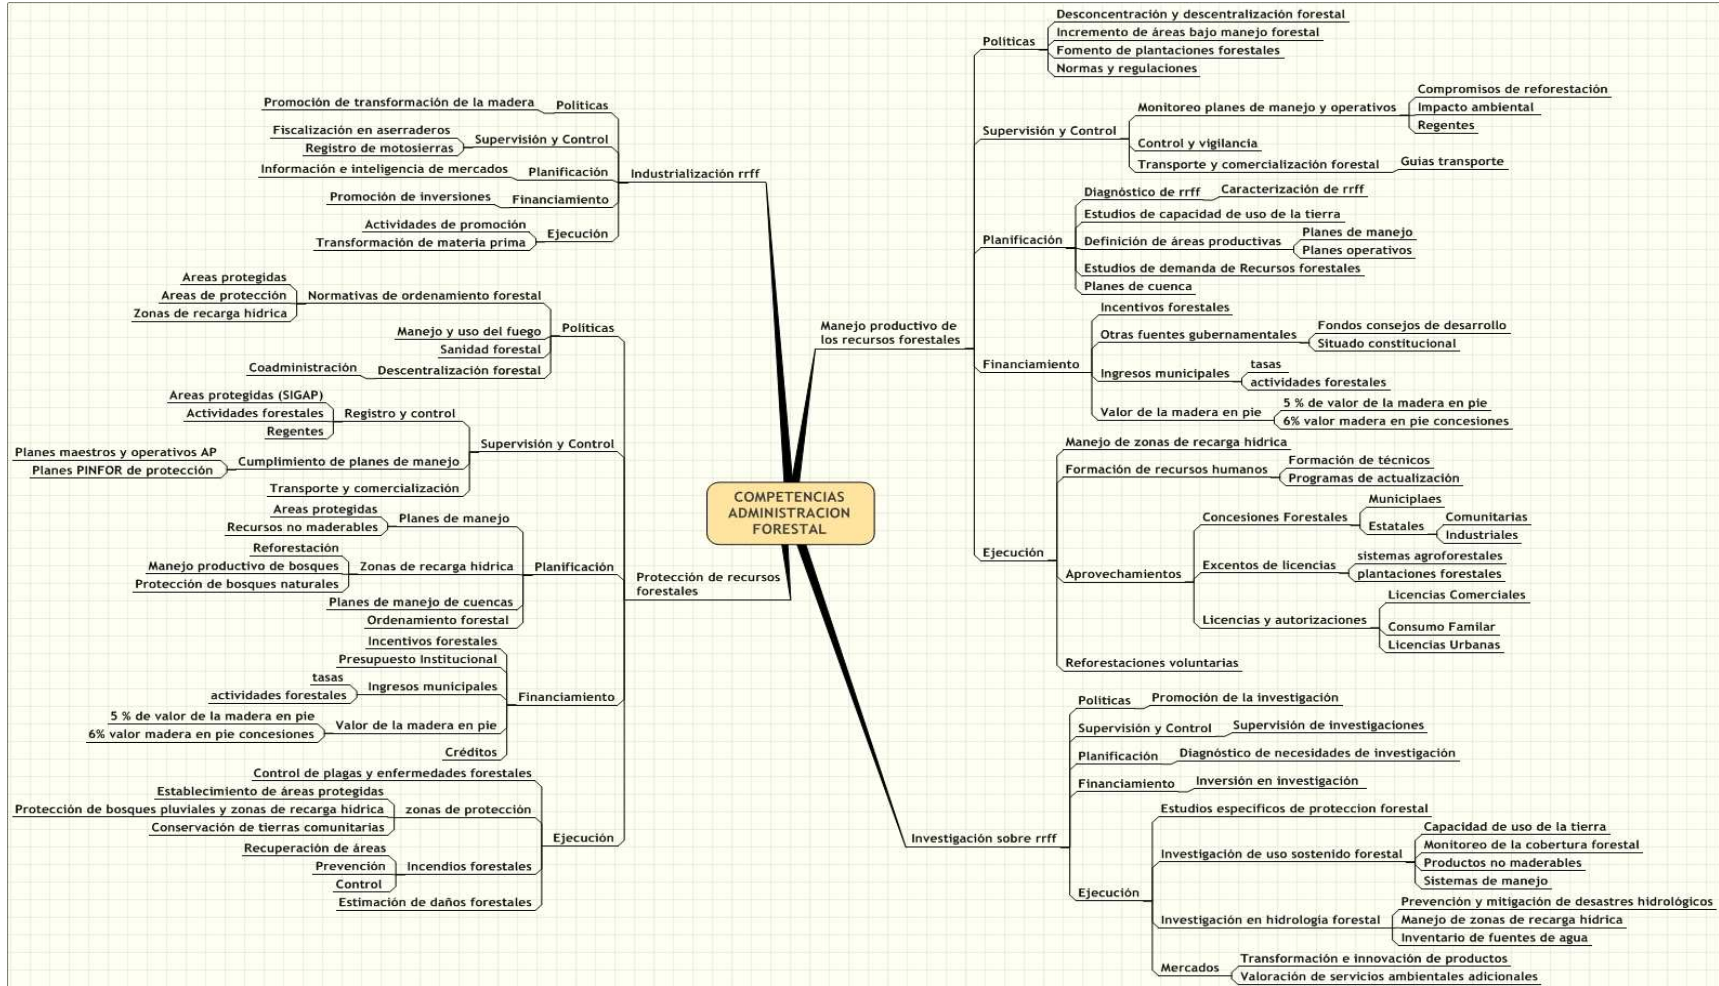 COMPETENCIAS
ADMINISTRACION
FORESTAL
Industrialización rrff
Políticas
Promoción de transformación de la madera
Supervisión y Control
Fiscalización en aserraderos
Registro de motosierras
Planificación
Información e inteligencia de mercados
Financiamiento
Promoción de inversiones
Ejecución
Actividades de promoción
Transformación de materia prima
Protección de recursos
forestales
Políticas
Normativas de ordenamiento forestal
Areas protegidas
Areas de protección
Zonas de recarga hídrica
Manejo y uso del fuego
Sanidad forestal
Descentralización forestal
Coadministración
Supervisión y Control
Registro y control
Areas protegidas (SIGAP)
Actividades forestales
Regentes
Cumplimiento de planes de manejo
Planes maestros y operativos AP
Planes PINFOR de protección
Transporte y comercialización
Planificación
Planes de manejo
Areas protegidas
Recursos no maderables
Zonas de recarga hídrica
Reforestación
Manejo productivo de bosques
Protección de bosques naturales
Planes de manejo de cuencas
Ordenamiento forestal
Financiamiento
Incentivos forestales
Presupuesto Institucional
Ingresos municipales
tasas
actividades forestales
Valor de la madera en pie
5 % de valor de la madera en pie
6% valor madera en pie concesiones
Créditos
Ejecución
Control de plagas y enfermedades forestales
zonas de protección
Establecimiento de áreas protegidas
Protección de bosques pluviales y zonas de recarga hídrica
Conservación de tierras comunitarias
Incendios forestales
Recuperación de áreas
Prevención
Control
Estimación de daños forestales
Manejo productivo de
los recursos forestales
Políticas
Desconcentración y descentralización forestal
Incremento de áreas bajo manejo forestal
Fomento de plantaciones forestales
Normas y regulaciones
Supervisión y Control
Monitoreo planes de manejo y operativos
Compromisos de reforestación
Impacto ambiental
Regentes
Control y vigilancia
Transporte y comercialización forestal
Guias transporte
Planificación
Diagnóstico de rrff
Caracterización de rrff
Estudios de capacidad de uso de la tierra
Definición de áreas productivas
Planes de manejo
Planes operativos
Estudios de demanda de Recursos forestales
Planes de cuenca
Financiamiento
Incentivos forestales
Otras fuentes gubernamentales
Fondos consejos de desarrollo
Situado constitucional
Ingresos municipales
tasas
actividades forestales
Valor de la madera en pie
5 % de valor de la madera en pie
6% valor madera en pie concesiones
Ejecución
Manejo de zonas de recarga hídrica
Formación de recursos humanos
Formación de técnicos
Programas de actualización
Aprovechamientos
Concesiones Forestales
Municiplaes
Estatales
Comunitarias
Industriales
Excentos de licencias
sistemas agroforestales
plantaciones forestales
Licencias y autorizaciones
Licencias Comerciales
Consumo Familar
Licencias Urbanas
Reforestaciones voluntarias
Investigación sobre rrff
Políticas
Promoción de la investigación
Supervisión y Control
Supervisión de investigaciones
Planificación
Diagnóstico de necesidades de investigación
Financiamiento
Inversión en investigación
Ejecución
Estudios específicos de proteccion forestal
Investigación de uso sostenido forestal
Capacidad de uso de la tierra
Monitoreo de la cobertura forestal
Productos no maderables
Sistemas de manejo
Investigación en hidrología forestal
Prevención y mitigación de desastres hidrológicos
Manejo de zonas de recarga hídrica
Inventario de fuentes de agua
Mercados
Transformación e innovación de productos
Valoración de servicios ambientales adicionales